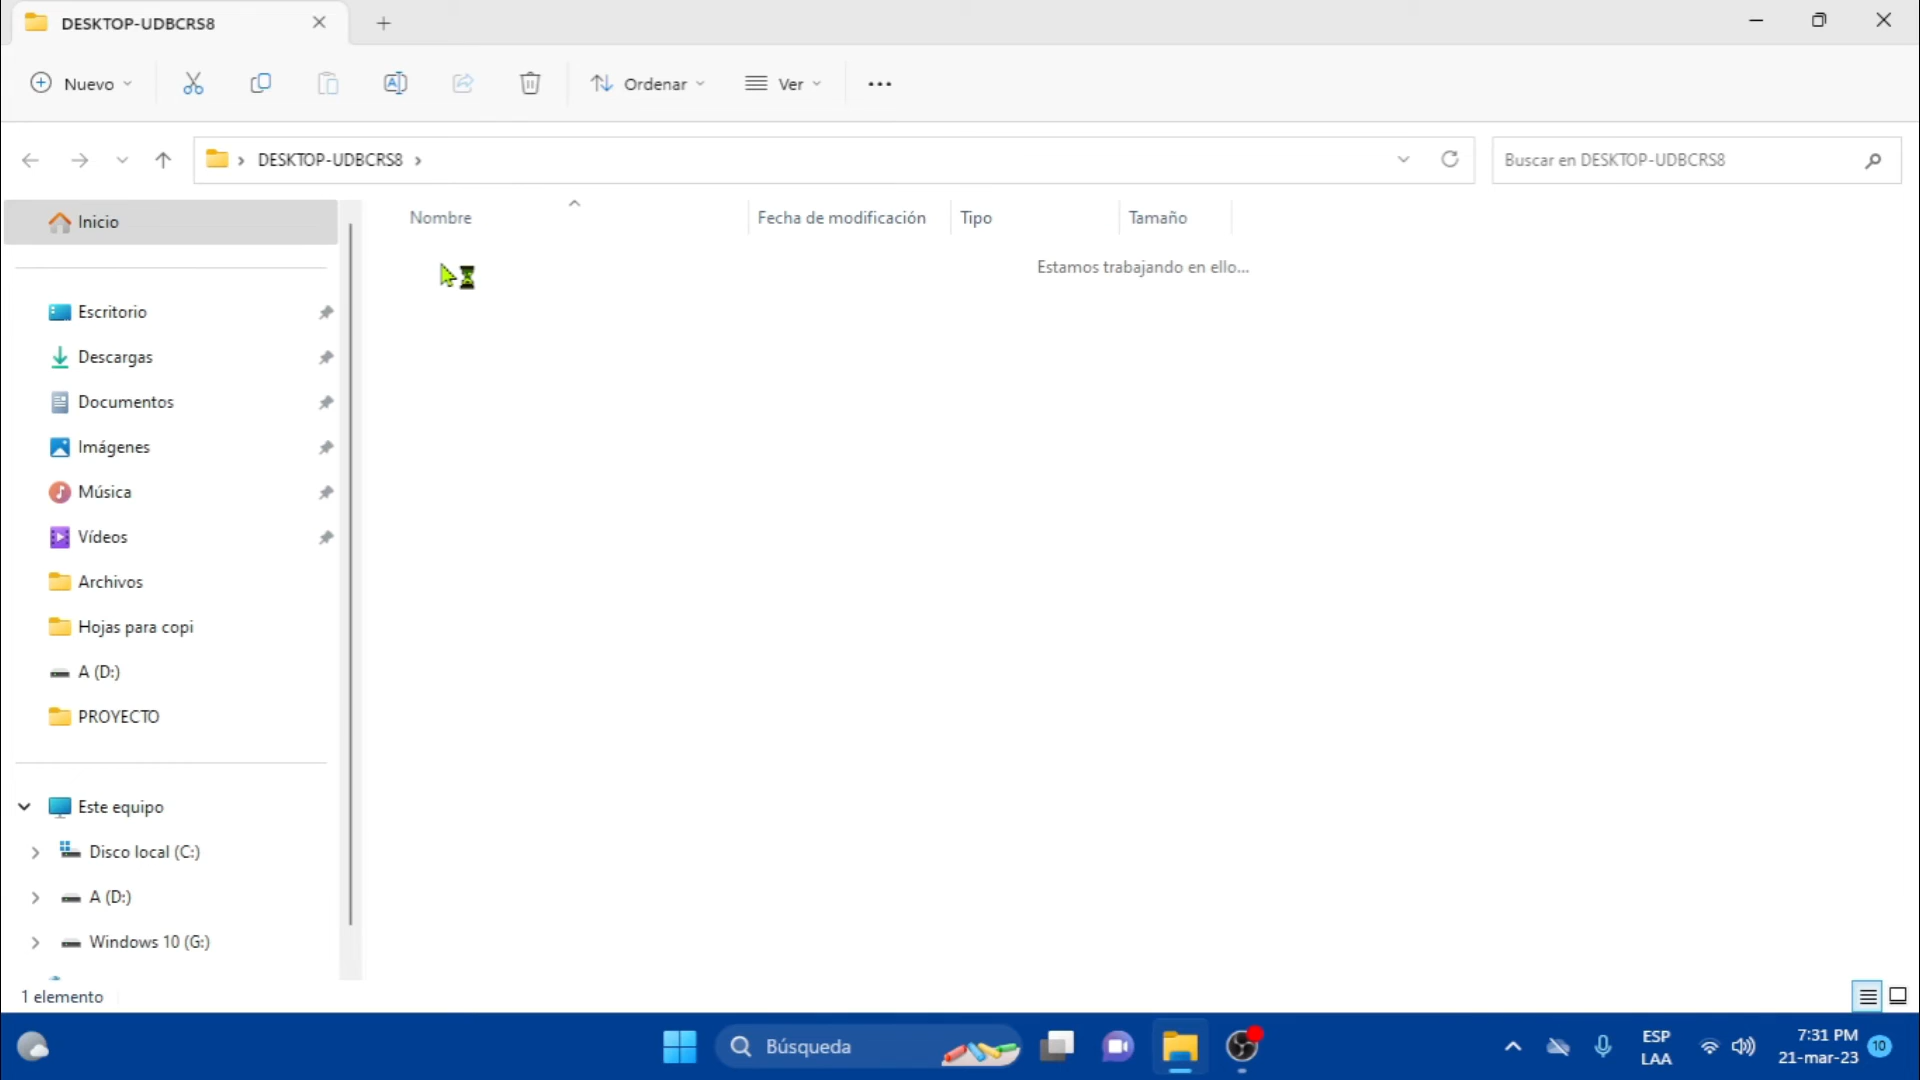 DESKTOP-UDBCRS8
Nuevo
Ordenar
Ver
DESKTOP-UDBCRS8
Buscar en DESKTOP-UDBCRS8
Inicio
Nombre
Fecha de modificación
Tipo
Tamaño
Estamos trabajando en ello...
Escritorio
Descargas
Documentos
Imágenes
Música
Vídeos
Archivos
Hojas para copi
A (D:)
PROYECTO
Este equipo
Disco local (C:)
A (D:)
Windows 10 (G:)
1 elemento
Búsqueda
ESP
LAA
7:31 PM
21-mar-23
10